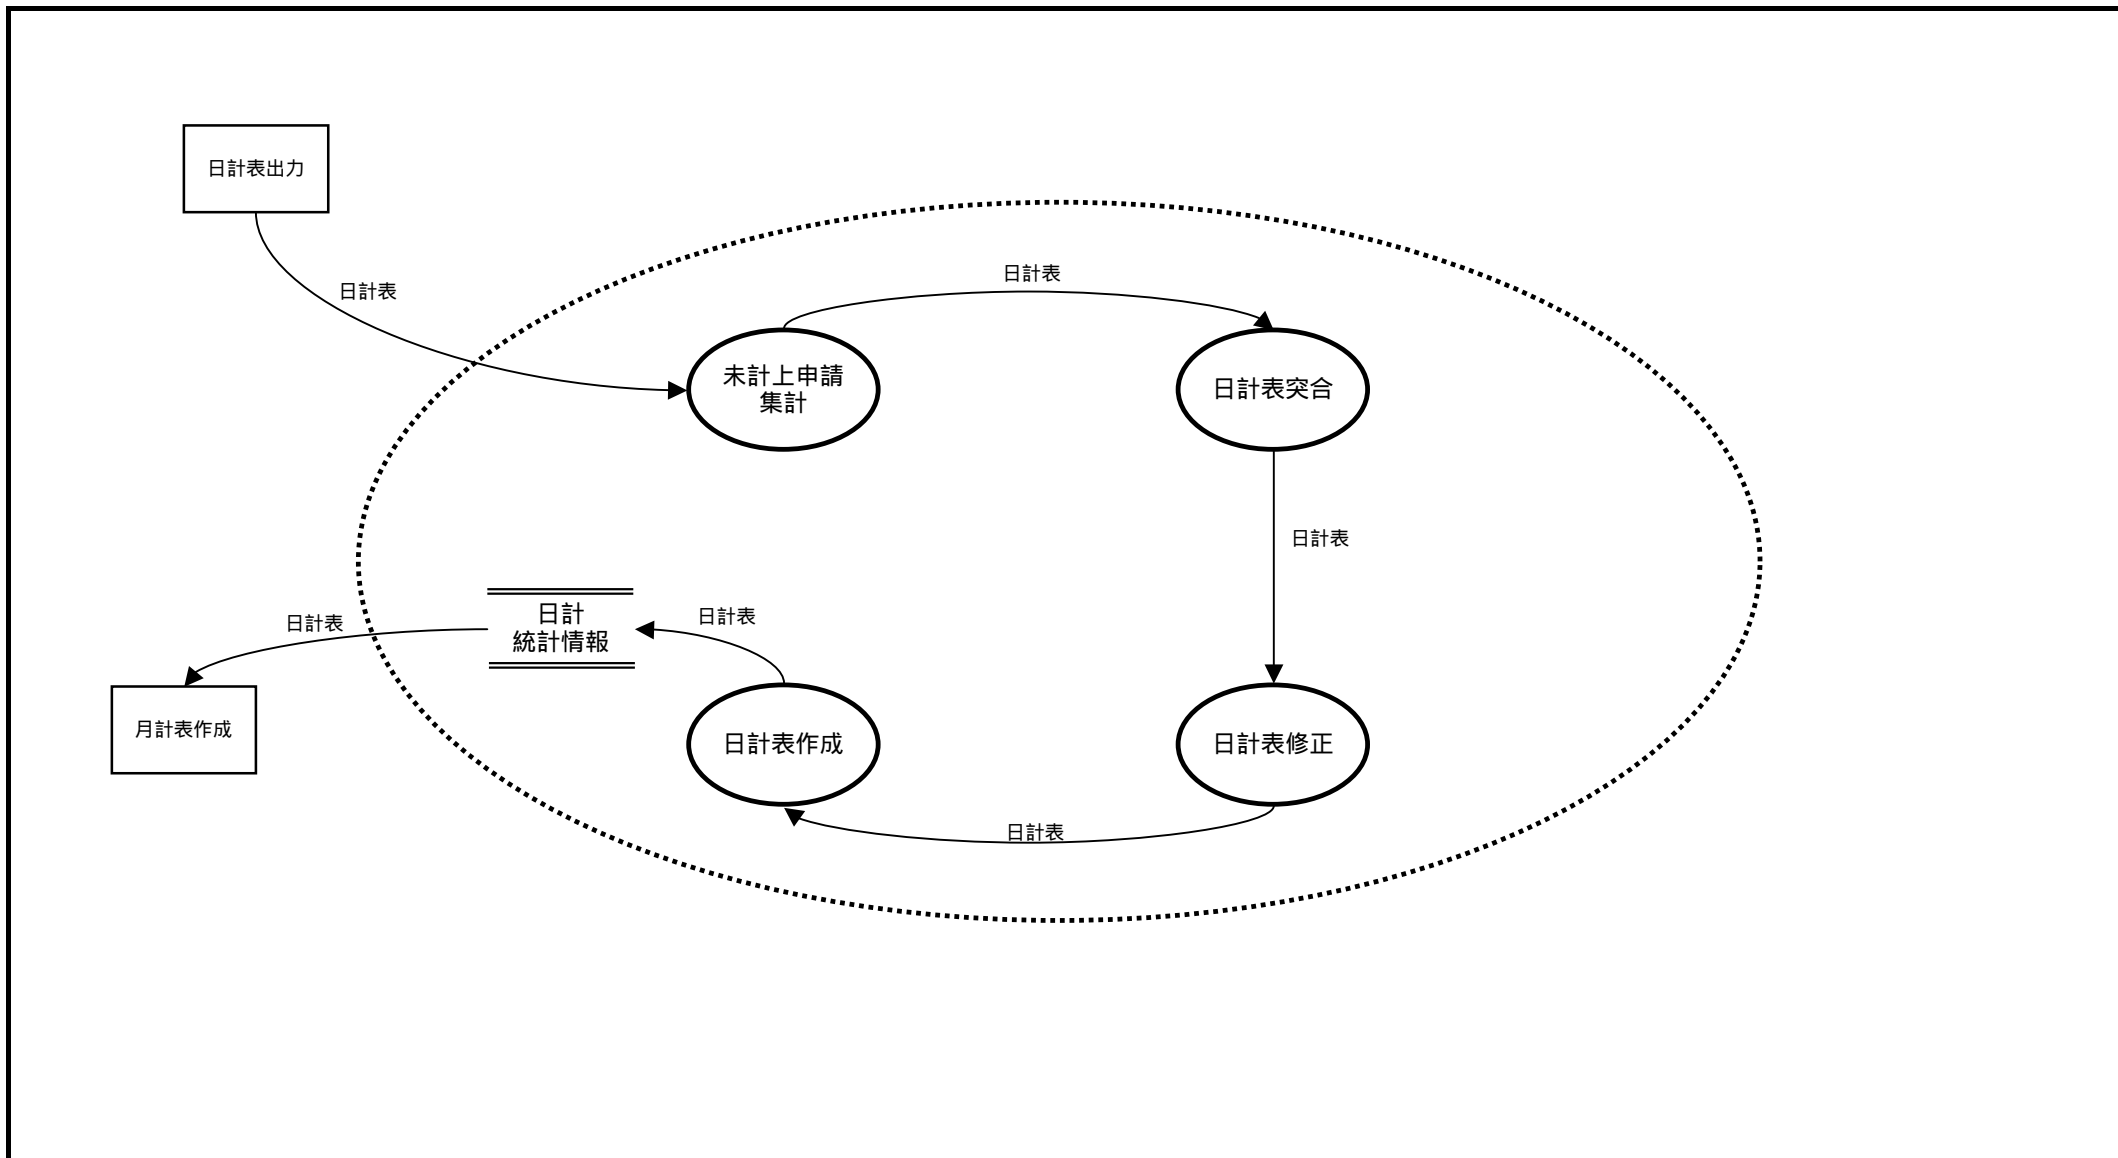 日計表出力
日計表
日計表
未計上申請
集計
日計表突合
日計表
日計
統計情報
日計表
日計表
月計表作成
日計表作成
日計表修正
日計表